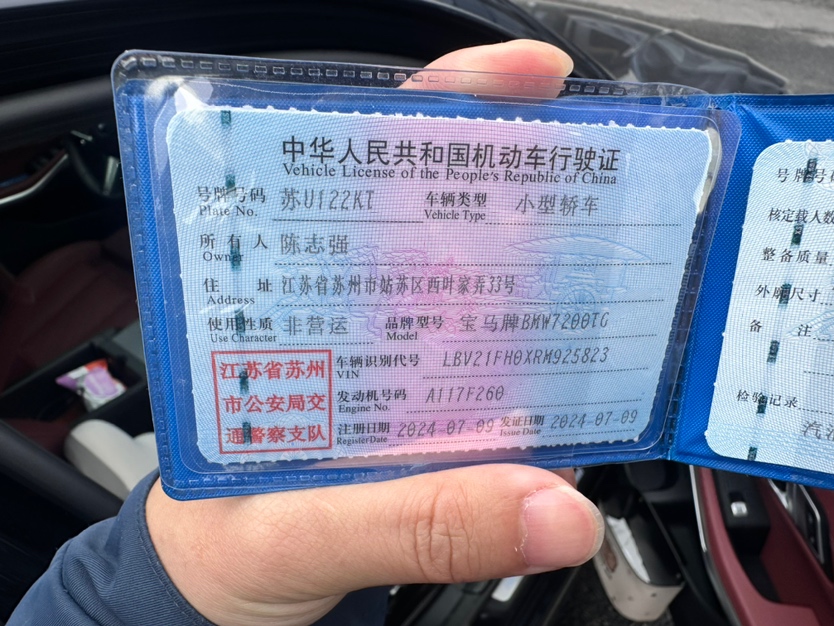 中华人民共和国机动车行驶证
Vehicle License of the People's Republic of China
号牌号码 苏U122KT 车辆类型 小型轿车
Plate No. Vehicle Type
所有人 陈志强
Owner
住址 江苏省苏州市姑苏区西叶家弄33号
Address
使用性质 非营运 品牌型号 宝马牌BMW7200TG
Use Character Model
江苏省苏州
市公安局交
通警察支队
车辆识别代号 LBV21FH0XRM925823
VIN
发动机号码 A117F260
Engine No.
注册日期 2024-07-09 发证日期 2024-07-09
Register Date Issue Date
号牌号
核定载人数
整备质量
外廓尺寸
备注
检验记录